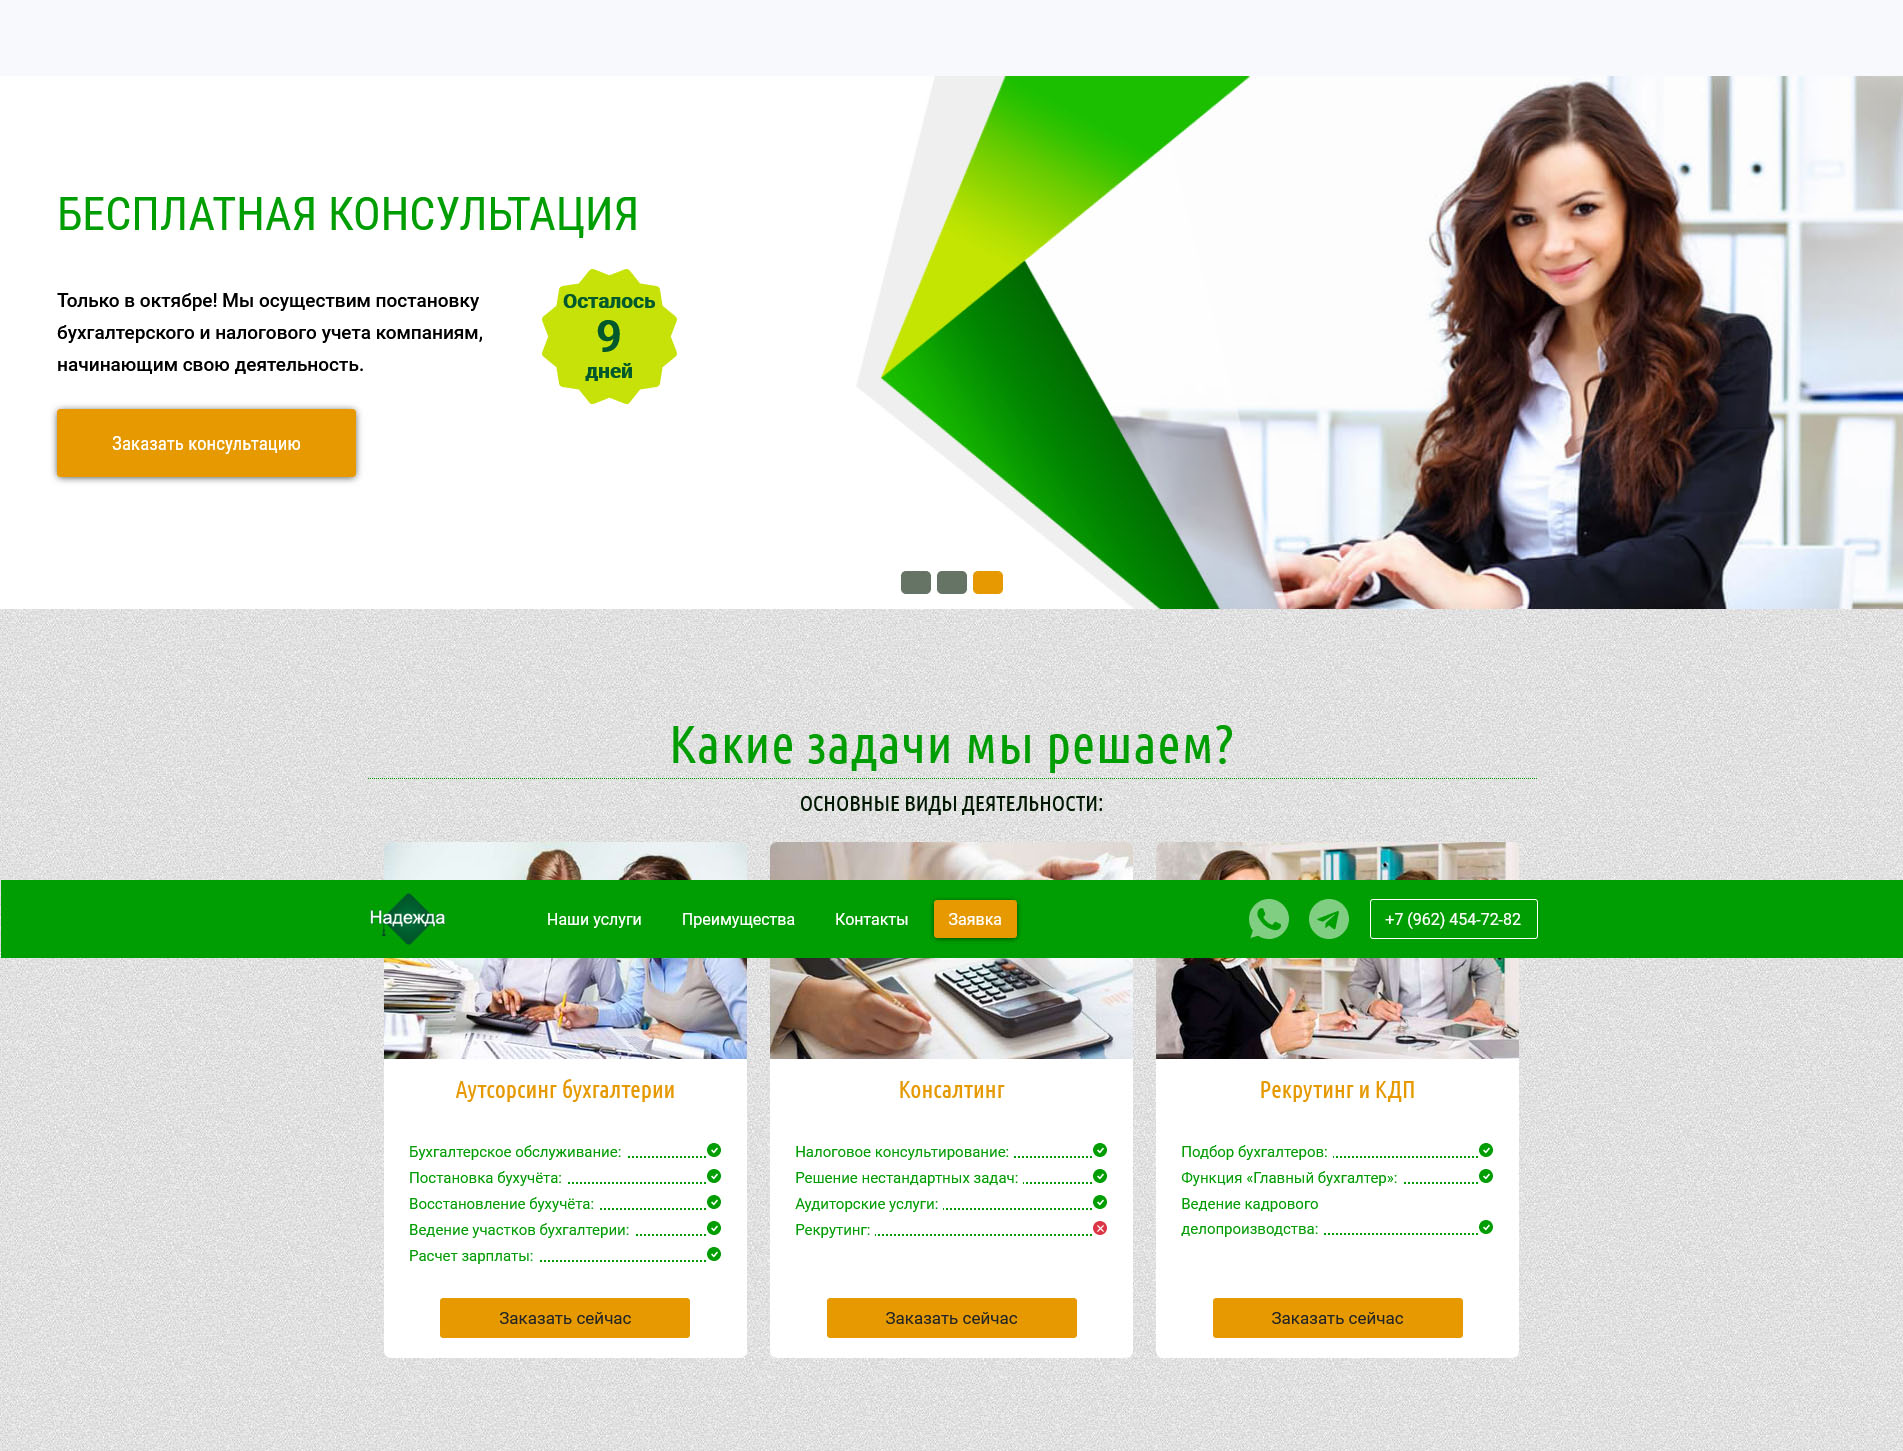 БЕСПЛАТНАЯ КОНСУЛЬТАЦИЯ
Только в октябре! Мы осуществим постановку
бухгалтерского и налогового учета компаниям,
начинающим свою деятельность.
Осталось
9
дней
Заказать консультацию
Какие задачи мы решаем?
ОСНОВНЫЕ ВИДЫ ДЕЯТЕЛЬНОСТИ:
Надежда
Наши услуги
Преимущества
Контакты
Заявка
+7 (962) 454-72-82
Аутсорсинг бухгалтерии
Бухгалтерское обслуживание:
Постановка бухучёта:
Восстановление бухучёта:
Ведение участков бухгалтерии:
Расчет зарплаты:
Заказать сейчас
Консалтинг
Налоговое консультирование:
Решение нестандартных задач:
Аудиторские услуги:
Рекрутинг:
Заказать сейчас
Рекрутинг и КДП
Подбор бухгалтеров:
Функция «Главный бухгалтер»:
Ведение кадрового
делопроизводства:
Заказать сейчас